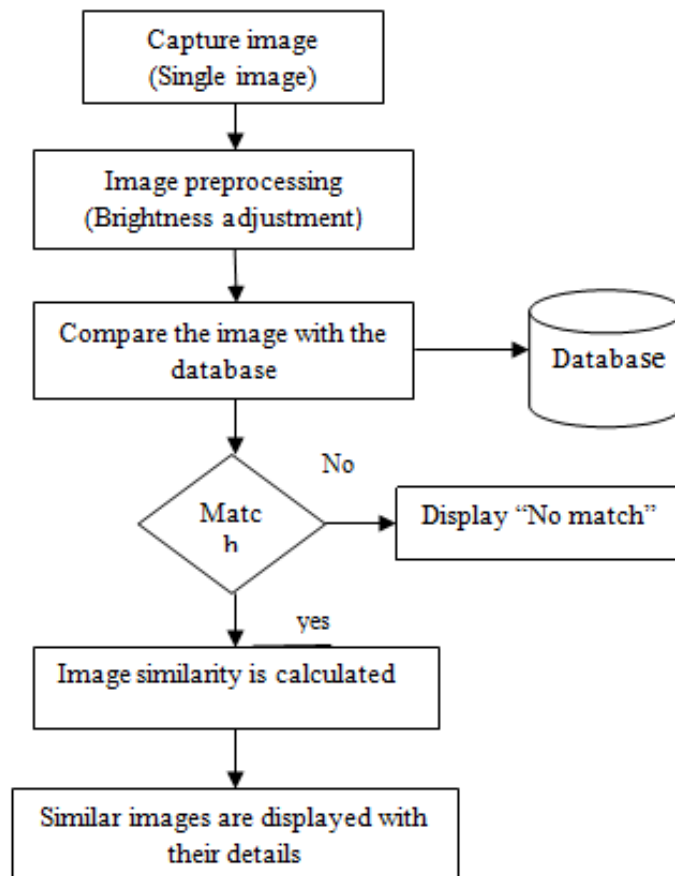 Capture image
(Single image)
Image preprocessing
(Brightness adjustment)
Compare the image with the
database
Database
No
Matc
h
Display “No match”
yes
Image similarity is calculated
Similar images are displayed with
their details